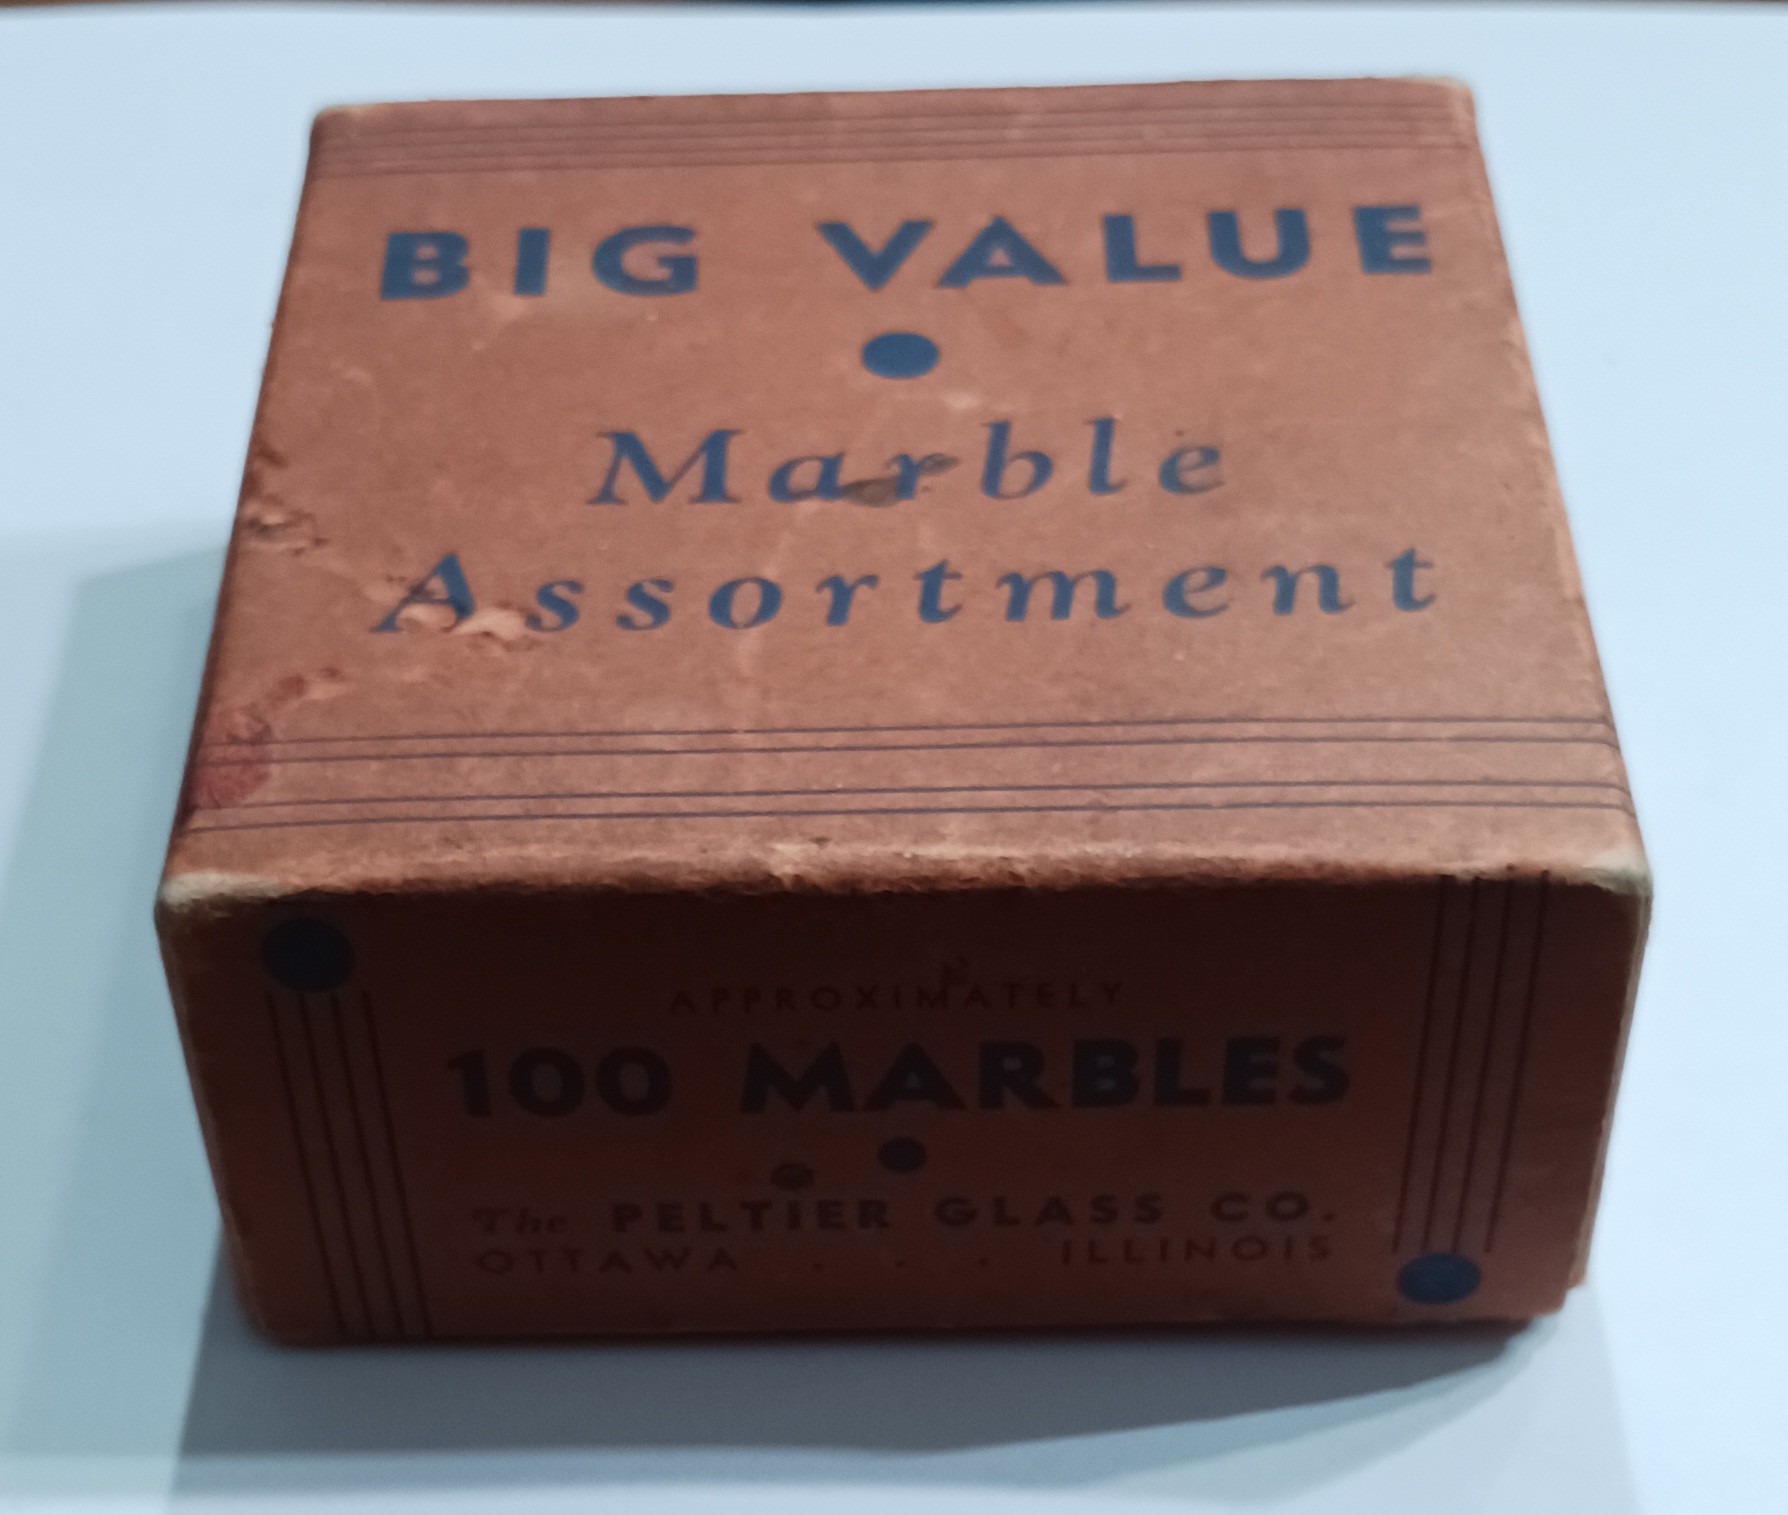 BIG VALUE
Marble
Assortment
APPROXIMATELY
100 MARBLES
The PELTIER GLASS CO.
OTTAWA . . . ILLINOIS